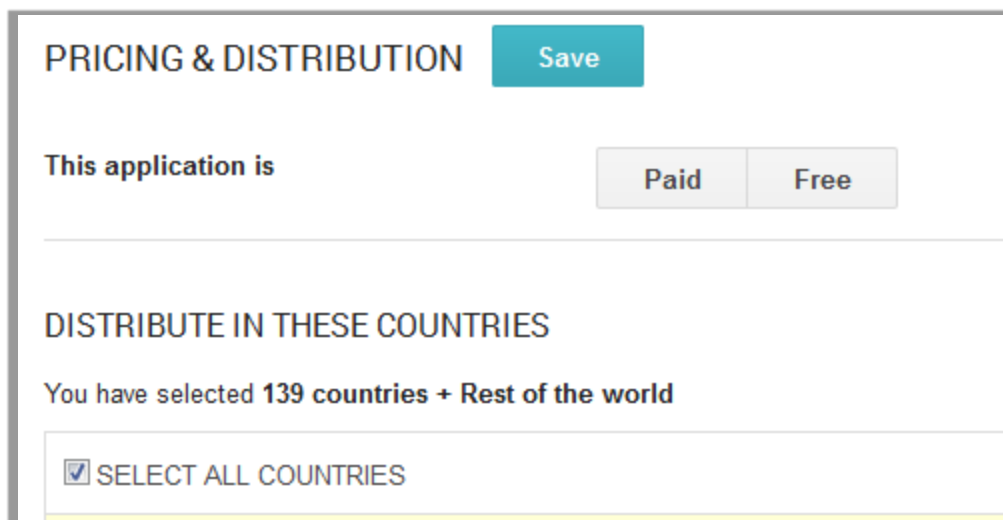 PRICING & DISTRIBUTION Save
This application is Paid Free
DISTRIBUTE IN THESE COUNTRIES
You have selected 139 countries + Rest of the world
SELECT ALL COUNTRIES